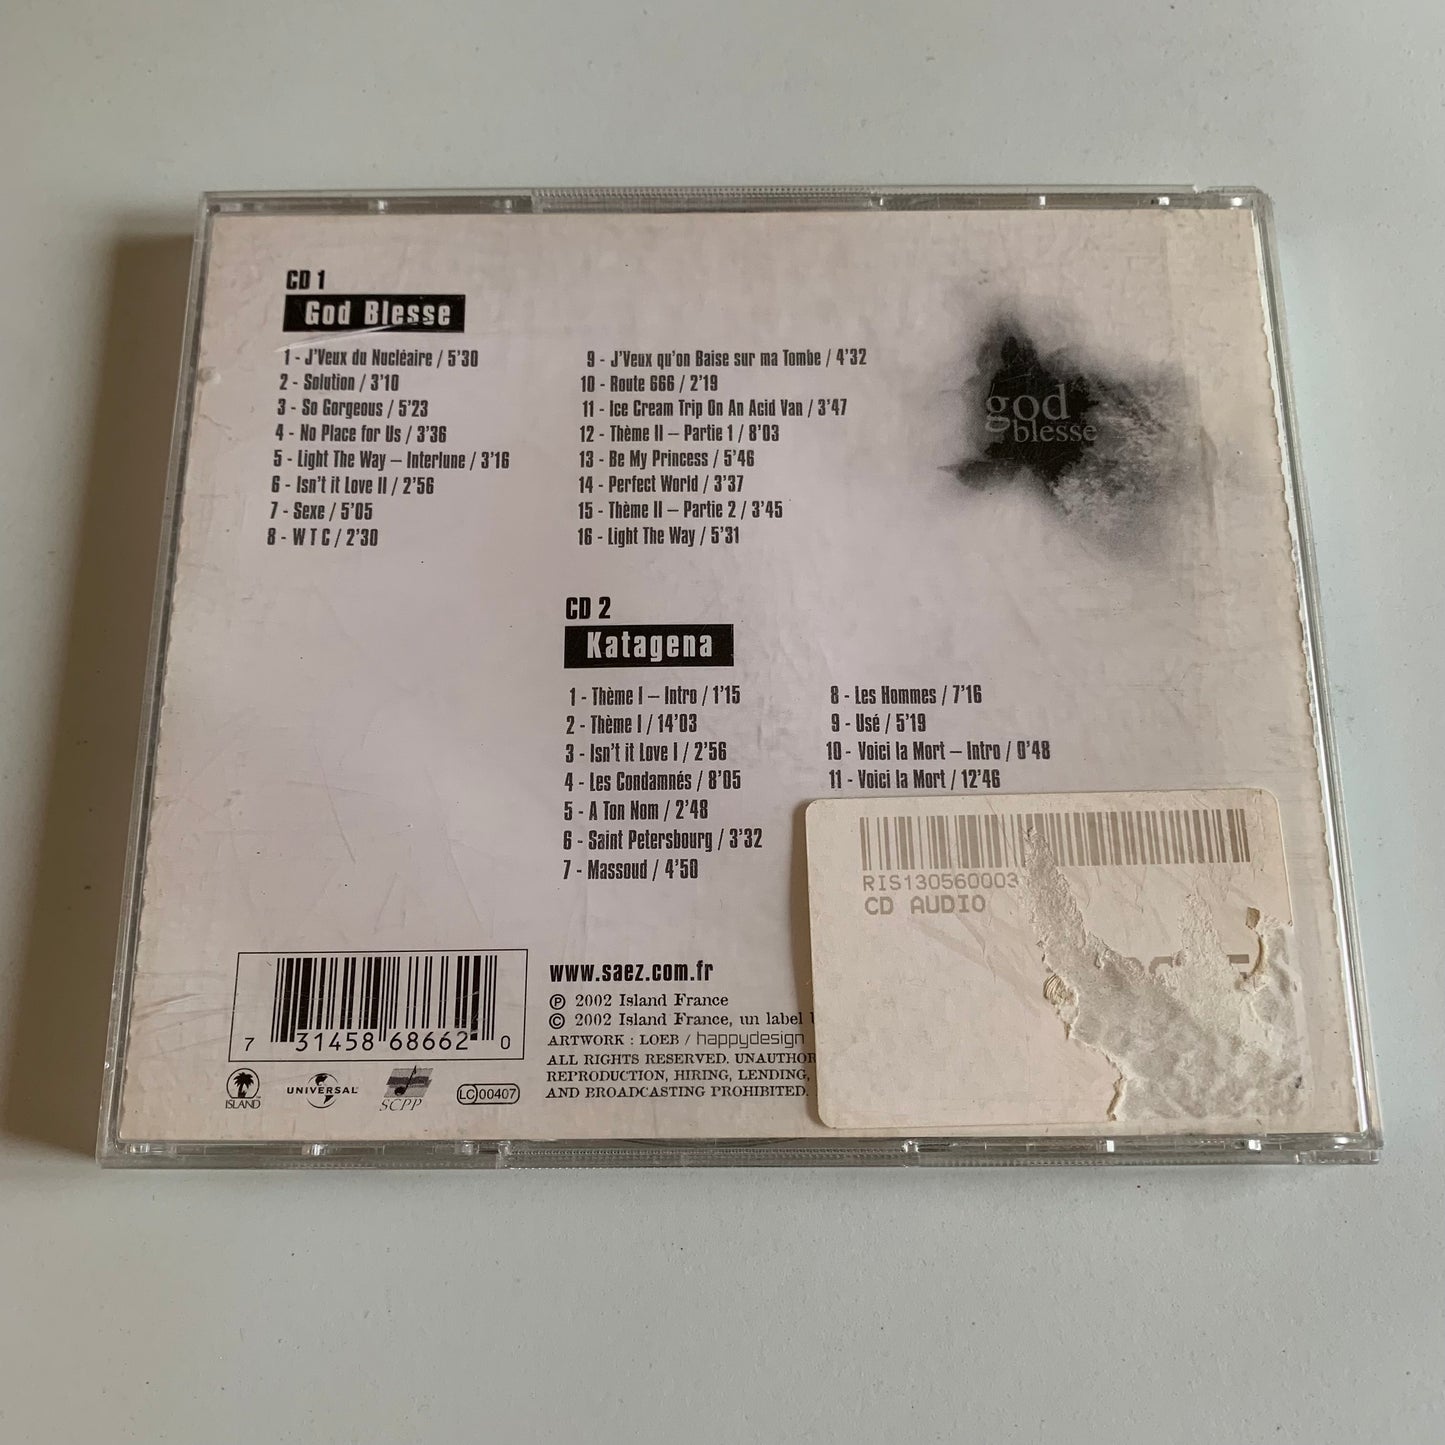 CD 1
God Blesse
1 - J'Veux du Nucléaire / 5'30
2 - Solution / 3'10
3 - So Gorgeous / 5'23
4 - No Place for Us / 3'36
5 - Light The Way – Interlune / 3'16
6 - Isn't it Love II / 2'56
7 - Sexe / 5'05
8 - W T C / 2'30
9 - J'Veux qu'on Baise sur ma Tombe / 4'32
10 - Route 666 / 2'19
11 - Ice Cream Trip On An Acid Van / 3'47
12 - Thème II – Partie 1 / 8'03
13 - Be My Princess / 5'46
14 - Perfect World / 3'37
15 - Thème II – Partie 2 / 3'45
16 - Light The Way / 5'31
god
blesse
CD 2
Katagena
1 - Thème I – Intro / 1'15
2 - Thème I / 14'03
3 - Isn't it Love I / 2'56
4 - Les Condamnés / 8'05
5 - A Ton Nom / 2'48
6 - Saint Petersbourg / 3'32
7 - Massoud / 4'50
8 - Les Hommes / 7'16
9 - Usé / 5'19
10 - Voici la Mort – Intro / 0'48
11 - Voici la Mort / 12'46
RIS130560003
CD AUDIO
7 31458 68662 0
ISLAND
UNIVERSAL
SCPP
LC 00407
www.saez.com.fr
℗ 2002 Island France
© 2002 Island France, un label
ARTWORK : LOEB / happydesign
ALL RIGHTS RESERVED. UNAUTHOR
REPRODUCTION, HIRING, LENDING,
AND BROADCASTING PROHIBITED.